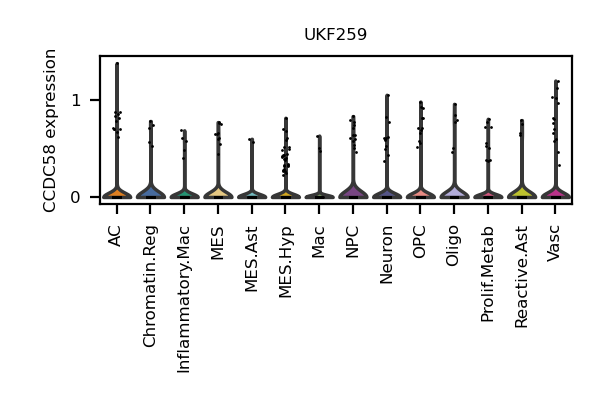 UKF259
CCDC58 expression
1
0
AC
Chromatin.Reg
Inflammatory.Mac
MES
MES.Ast
MES.Hyp
Mac
NPC
Neuron
OPC
Oligo
Prolif.Metab
Reactive.Ast
Vasc